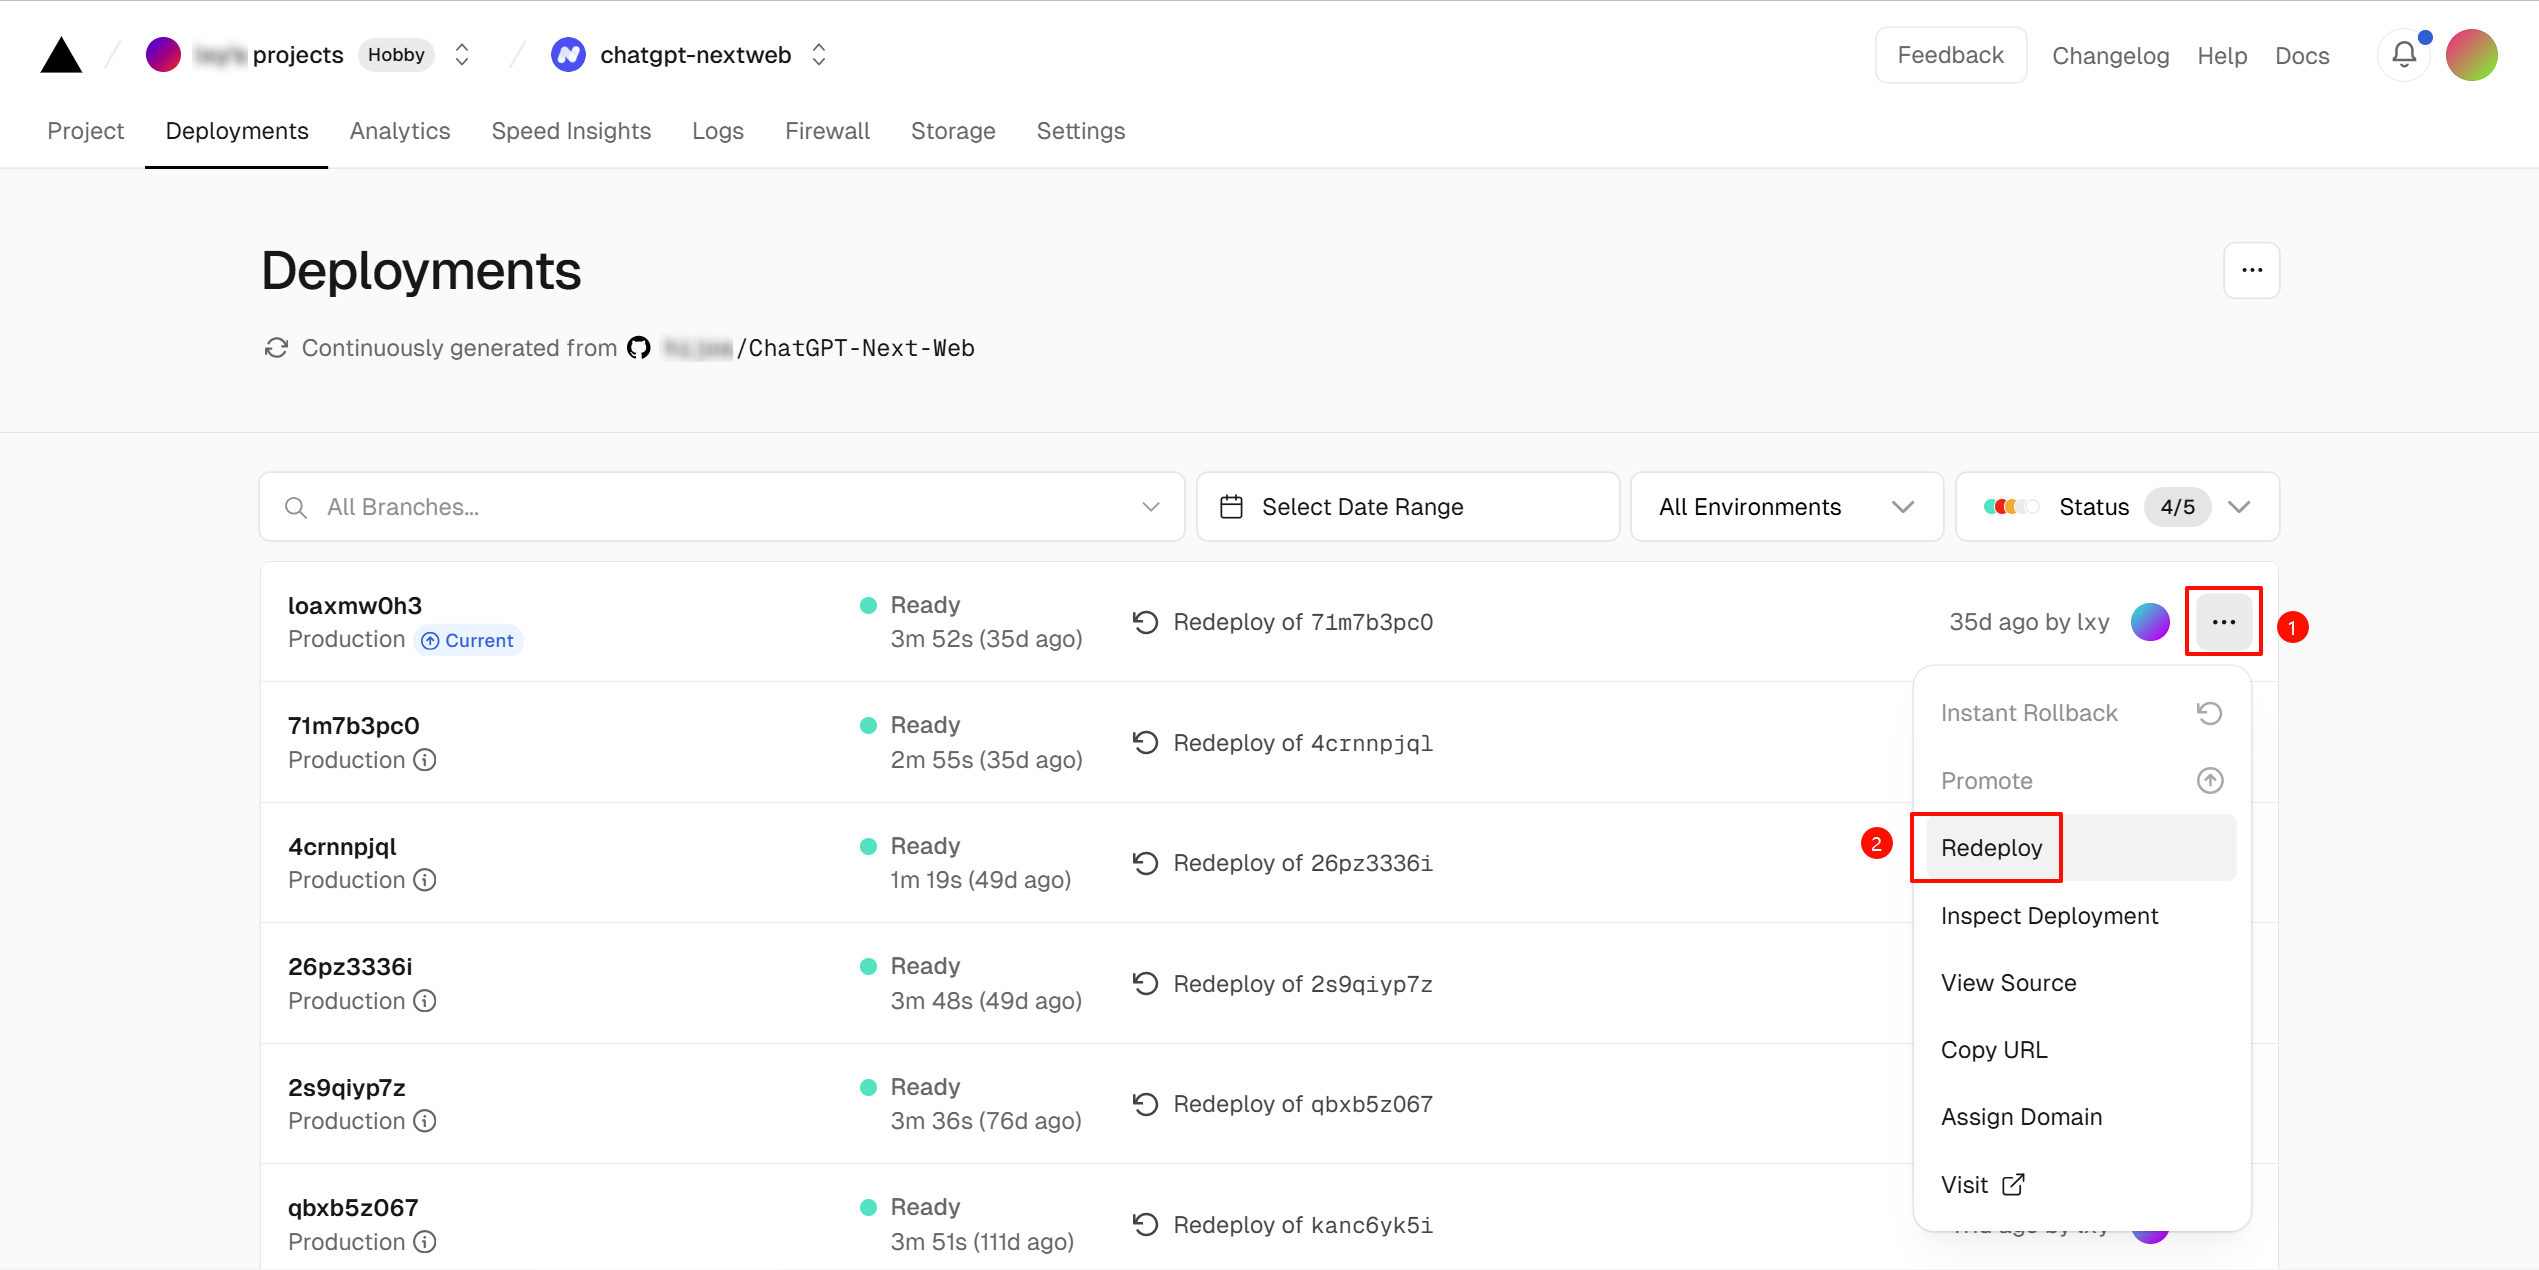 projects Hobby chatgpt-nextweb Feedback Changelog Help Docs
Project Deployments Analytics Speed Insights Logs Firewall Storage Settings
Deployments
Continuously generated from /ChatGPT-Next-Web
All Branches... Select Date Range All Environments Status 4/5
loaxmw0h3 Ready Redeploy of 71m7b3pc0 35d ago by lxy 1
Production Current 3m 52s (35d ago)
Instant Rollback
71m7b3pc0 Ready Redeploy of 4crnnpjql
Production 2m 55s (35d ago)
Promote
4crnnpjql Ready Redeploy of 26pz3336i
Production 1m 19s (49d ago)
2 Redeploy
Inspect Deployment
26pz3336i Ready Redeploy of 2s9qiyp7z
Production 3m 48s (49d ago)
View Source
Copy URL
2s9qiyp7z Ready Redeploy of qbxb5z067
Production 3m 36s (76d ago)
Assign Domain
Visit
qbxb5z067 Ready Redeploy of kanc6yk5i
Production 3m 51s (111d ago)